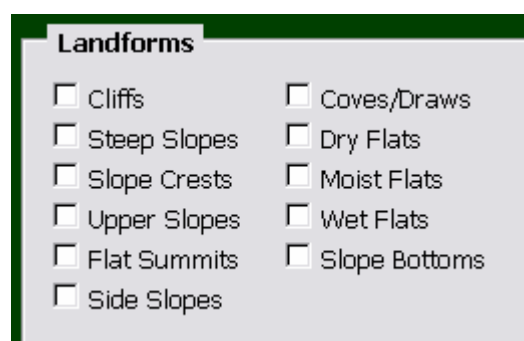 Landforms
Cliffs
Steep Slopes
Slope Crests
Upper Slopes
Flat Summits
Side Slopes
Coves/Draws
Dry Flats
Moist Flats
Wet Flats
Slope Bottoms